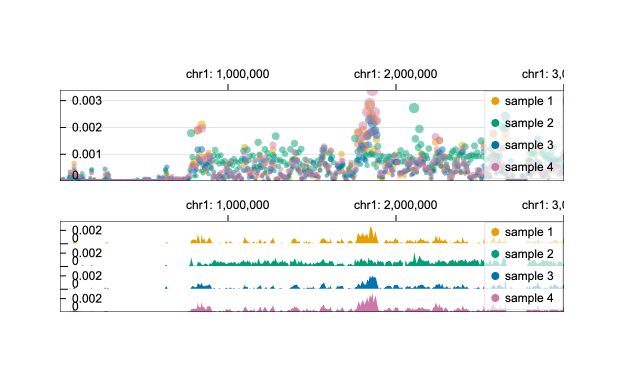 chr1: 1,000,000 chr1: 2,000,000 chr1: 3,0
0.003 sample 1
0.002 sample 2
sample 3
0.001 sample 4
0
chr1: 1,000,000 chr1: 2,000,000 chr1: 3,0
0.002 sample 1
0
0.002 sample 2
0
0.002 sample 3
0
0.002 sample 4
0